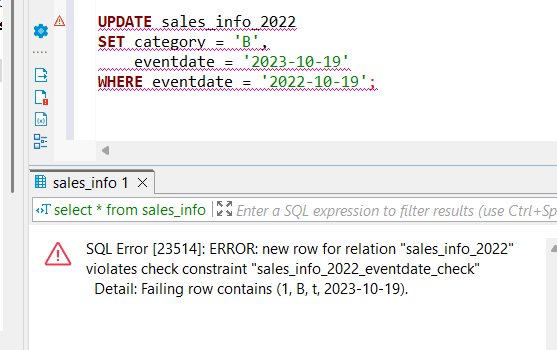 UPDATE sales_info_2022
SET category = 'B',
eventdate = '2023-10-19'
WHERE eventdate = '2022-10-19';
sales_info 1
select * from sales_info
Enter a SQL expression to filter results (use Ctrl+Sp
SQL Error [23514]: ERROR: new row for relation "sales_info_2022"
violates check constraint "sales_info_2022_eventdate_check"
Detail: Failing row contains (1, B, t, 2023-10-19).